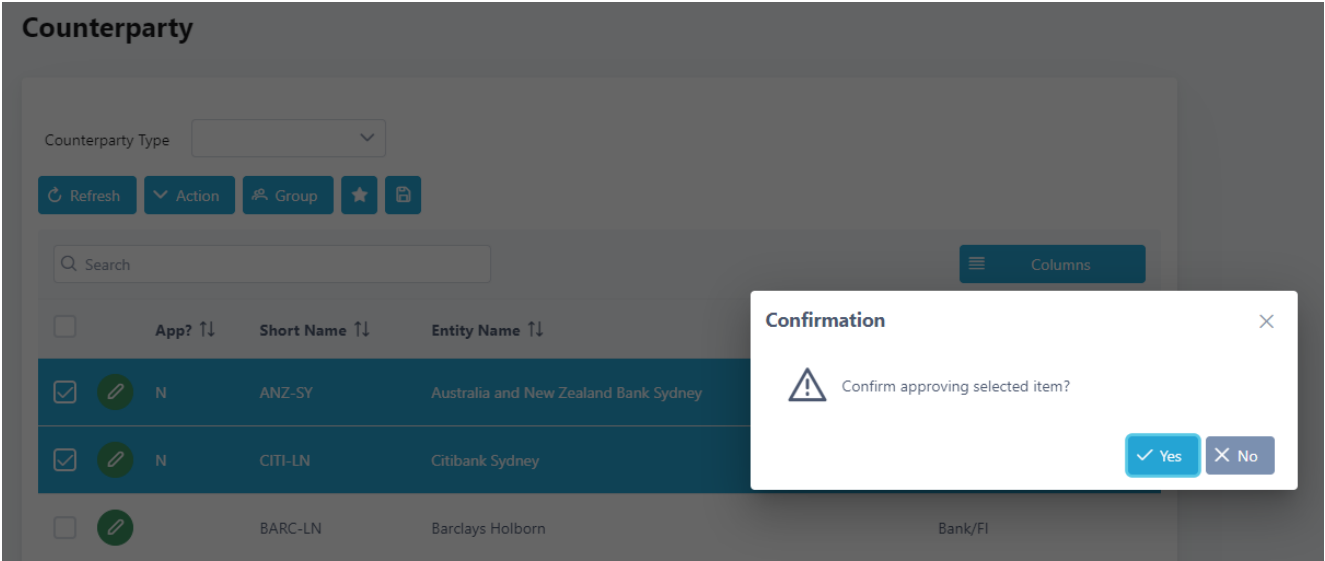 Counterparty
Counterparty Type
Refresh Action Group
Search Columns
App? Short Name Entity Name
Confirmation
Confirm approving selected item?
Yes No
N ANZ-SY Australia and New Zealand Bank Sydney
N CITI-LN Citibank Sydney
BARC-LN Barclays Holborn Bank/FI